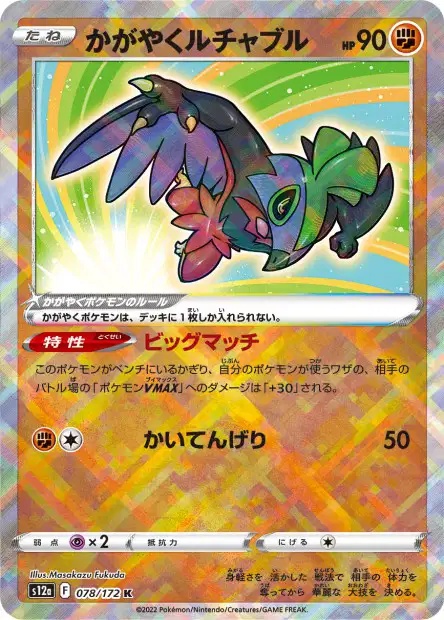 たね かがやくルチャブル HP90
かがやくポケモンのルール
かがやくポケモンは、デッキに1枚しか入れられない。
特性 ビッグマッチ
このポケモンがベンチにいるかぎり、自分のポケモンが使うワザの、相手の
バトル場の「ポケモンVMAX」へのダメージは「+30」される。
かいてんげり 50
弱点 ×2 抵抗力 にげる
Illus.Masakazu Fukuda
身軽さを 活かした 戦法で 相手の 体力を
奪ってから 華麗な 大技を 決める。
s12a F 078/172 K
©2022 Pokémon/Nintendo/Creatures/GAME FREAK.